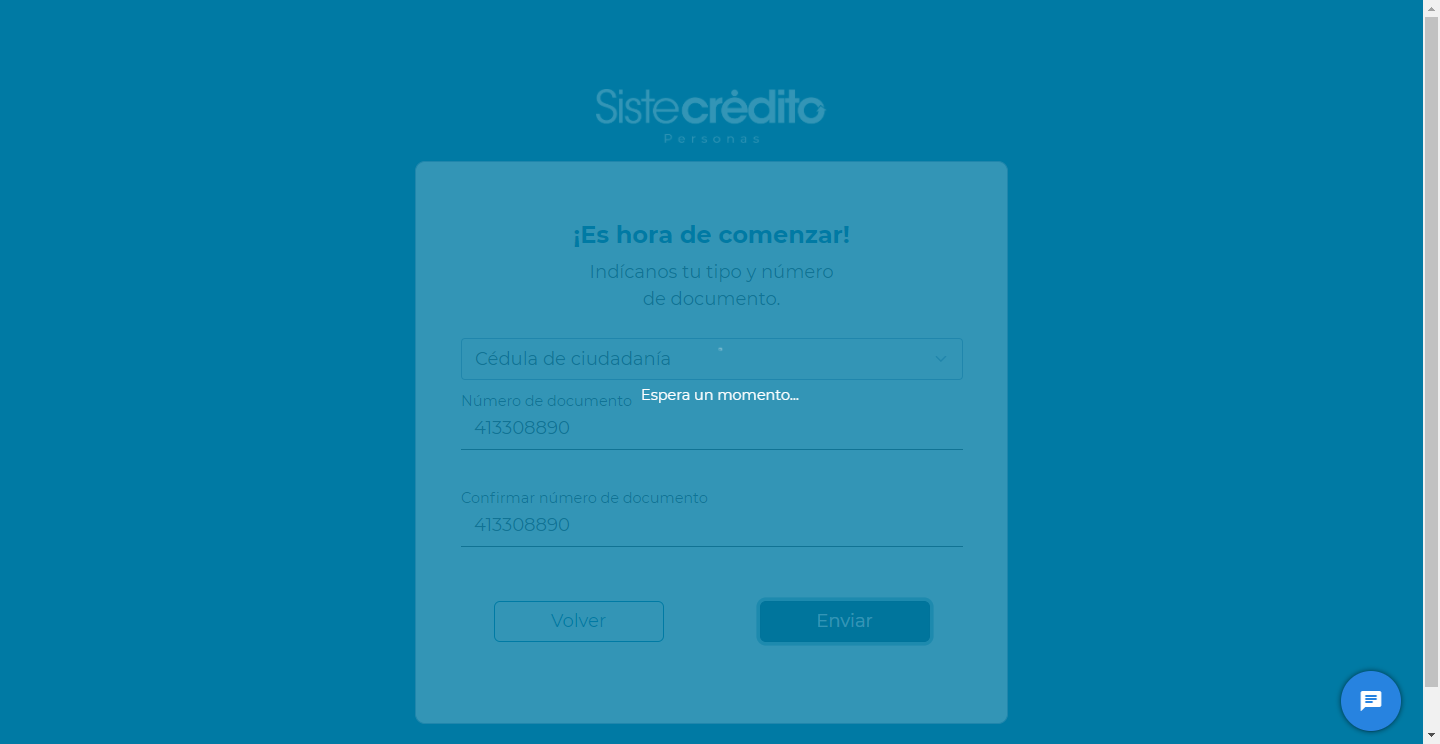 Sistecrédito
Personas
¡Es hora de comenzar!
Indícanos tu tipo y número
de documento.
Cédula de ciudadanía
Espera un momento...
Número de documento
413308890
Confirmar número de documento
413308890
Volver
Enviar